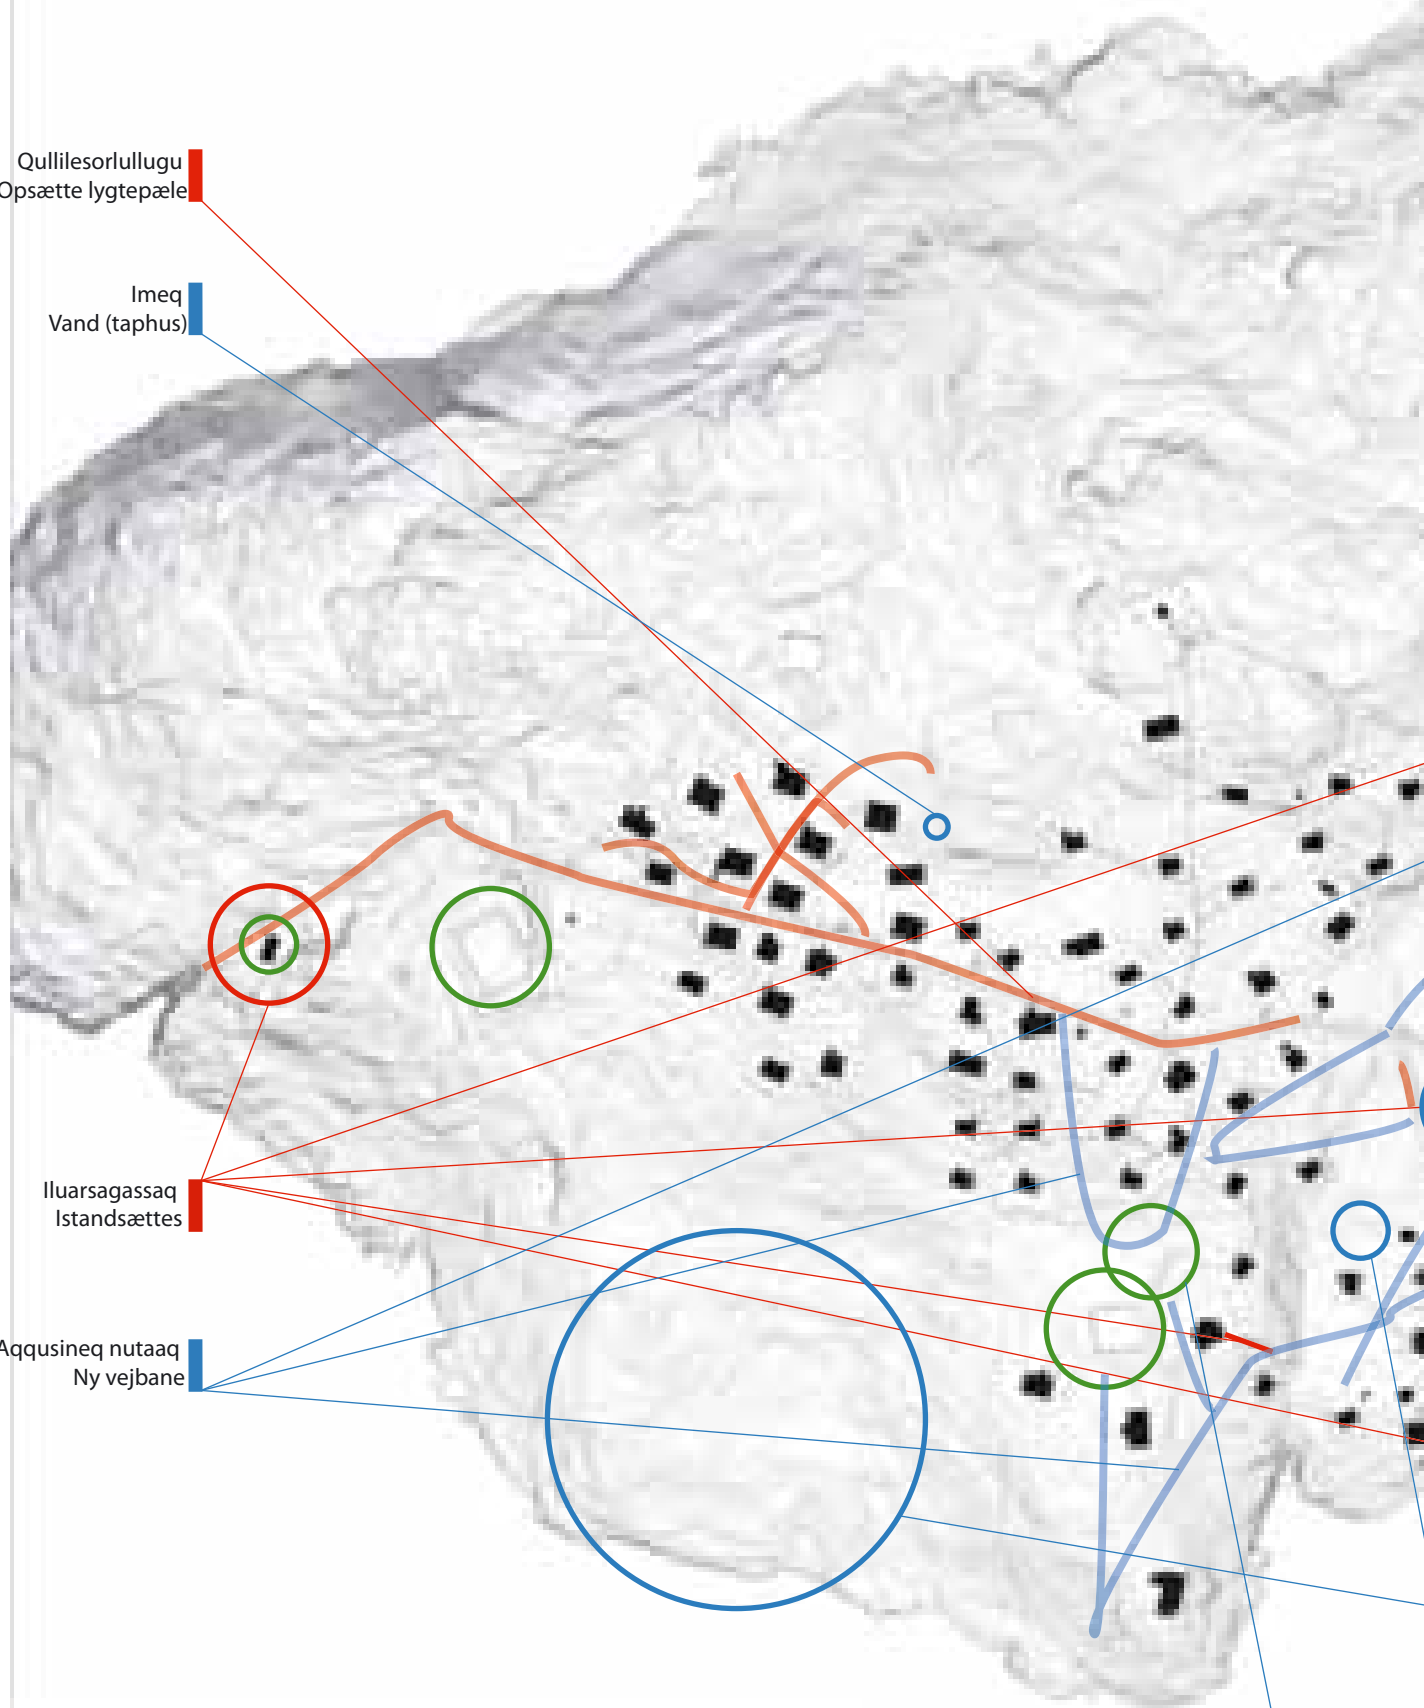 Qullilesorlullugu
Opsætte lygtepæle
Imeq
Vand (taphus)
Iluarsagassaq
Istandsættes
Aqqusineq nutaaq
Ny vejbane